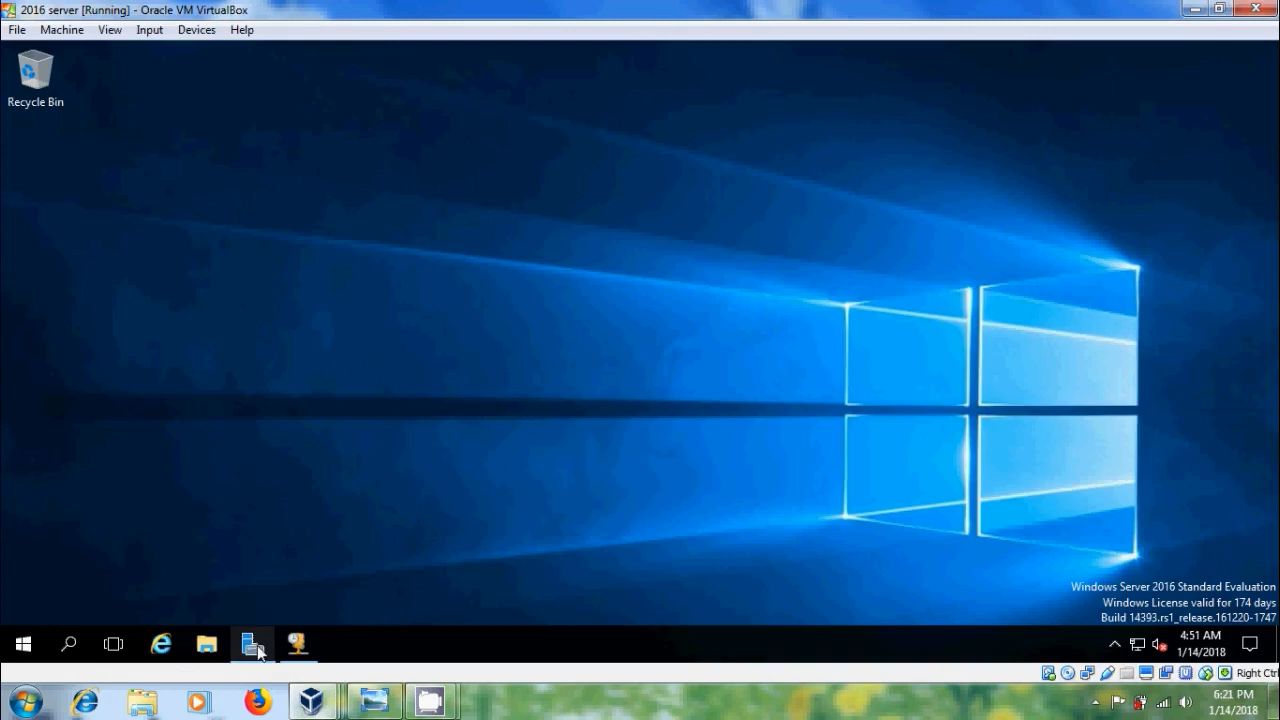 2016 server [Running] - Oracle VM VirtualBox
File Machine View Input Devices Help
Recycle Bin
Windows Server 2016 Standard Evaluation
Windows License valid for 174 days
Build 14393.rs1_release.161220-1747
4:51 AM
1/14/2018
Right Ctrl
6:21 PM
1/14/2018